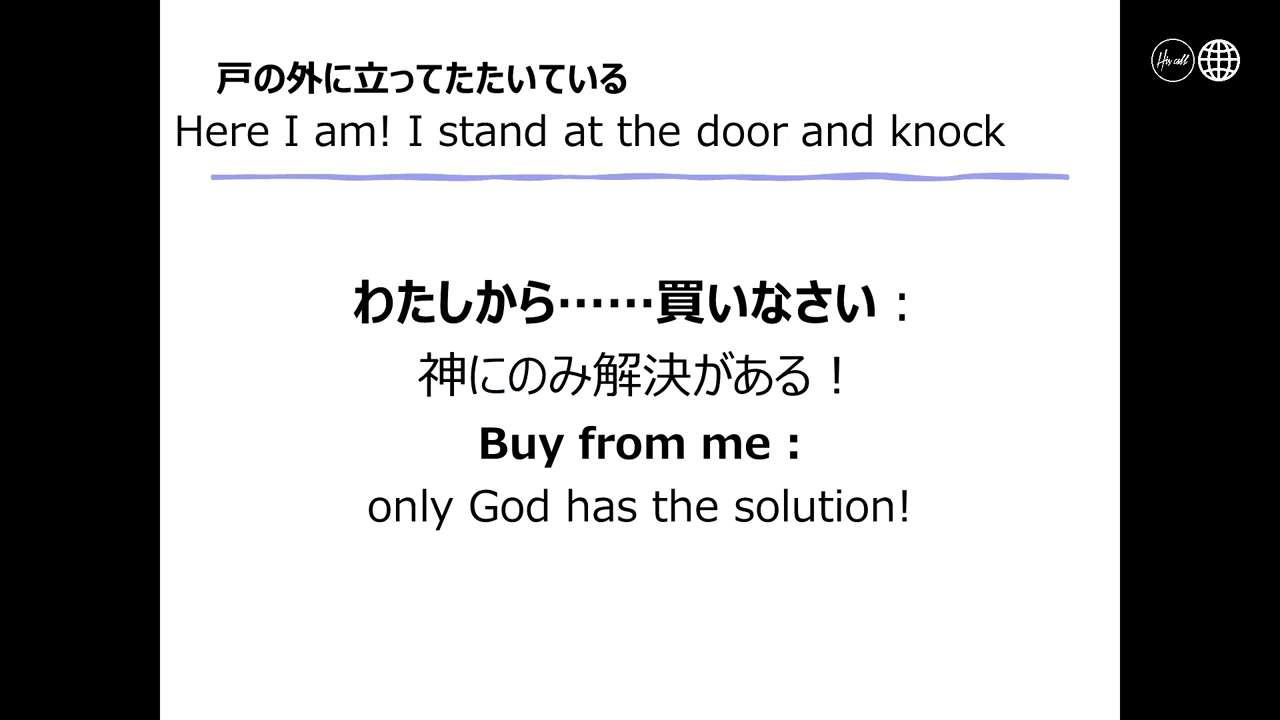 戸の外に立ってたたいている
Here I am! I stand at the door and knock
His call
わたしから……買いなさい：
神にのみ解決がある！
Buy from me :
only God has the solution!